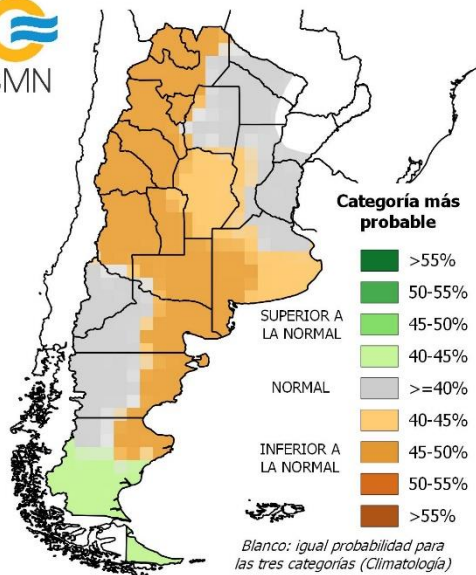 SMN
Categoría más
probable
>55%
50-55%
SUPERIOR A
LA NORMAL
45-50%
40-45%
NORMAL
>=40%
40-45%
INFERIOR A
LA NORMAL
45-50%
50-55%
>55%
Blanco: igual probabilidad para
las tres categorías (Climatología)